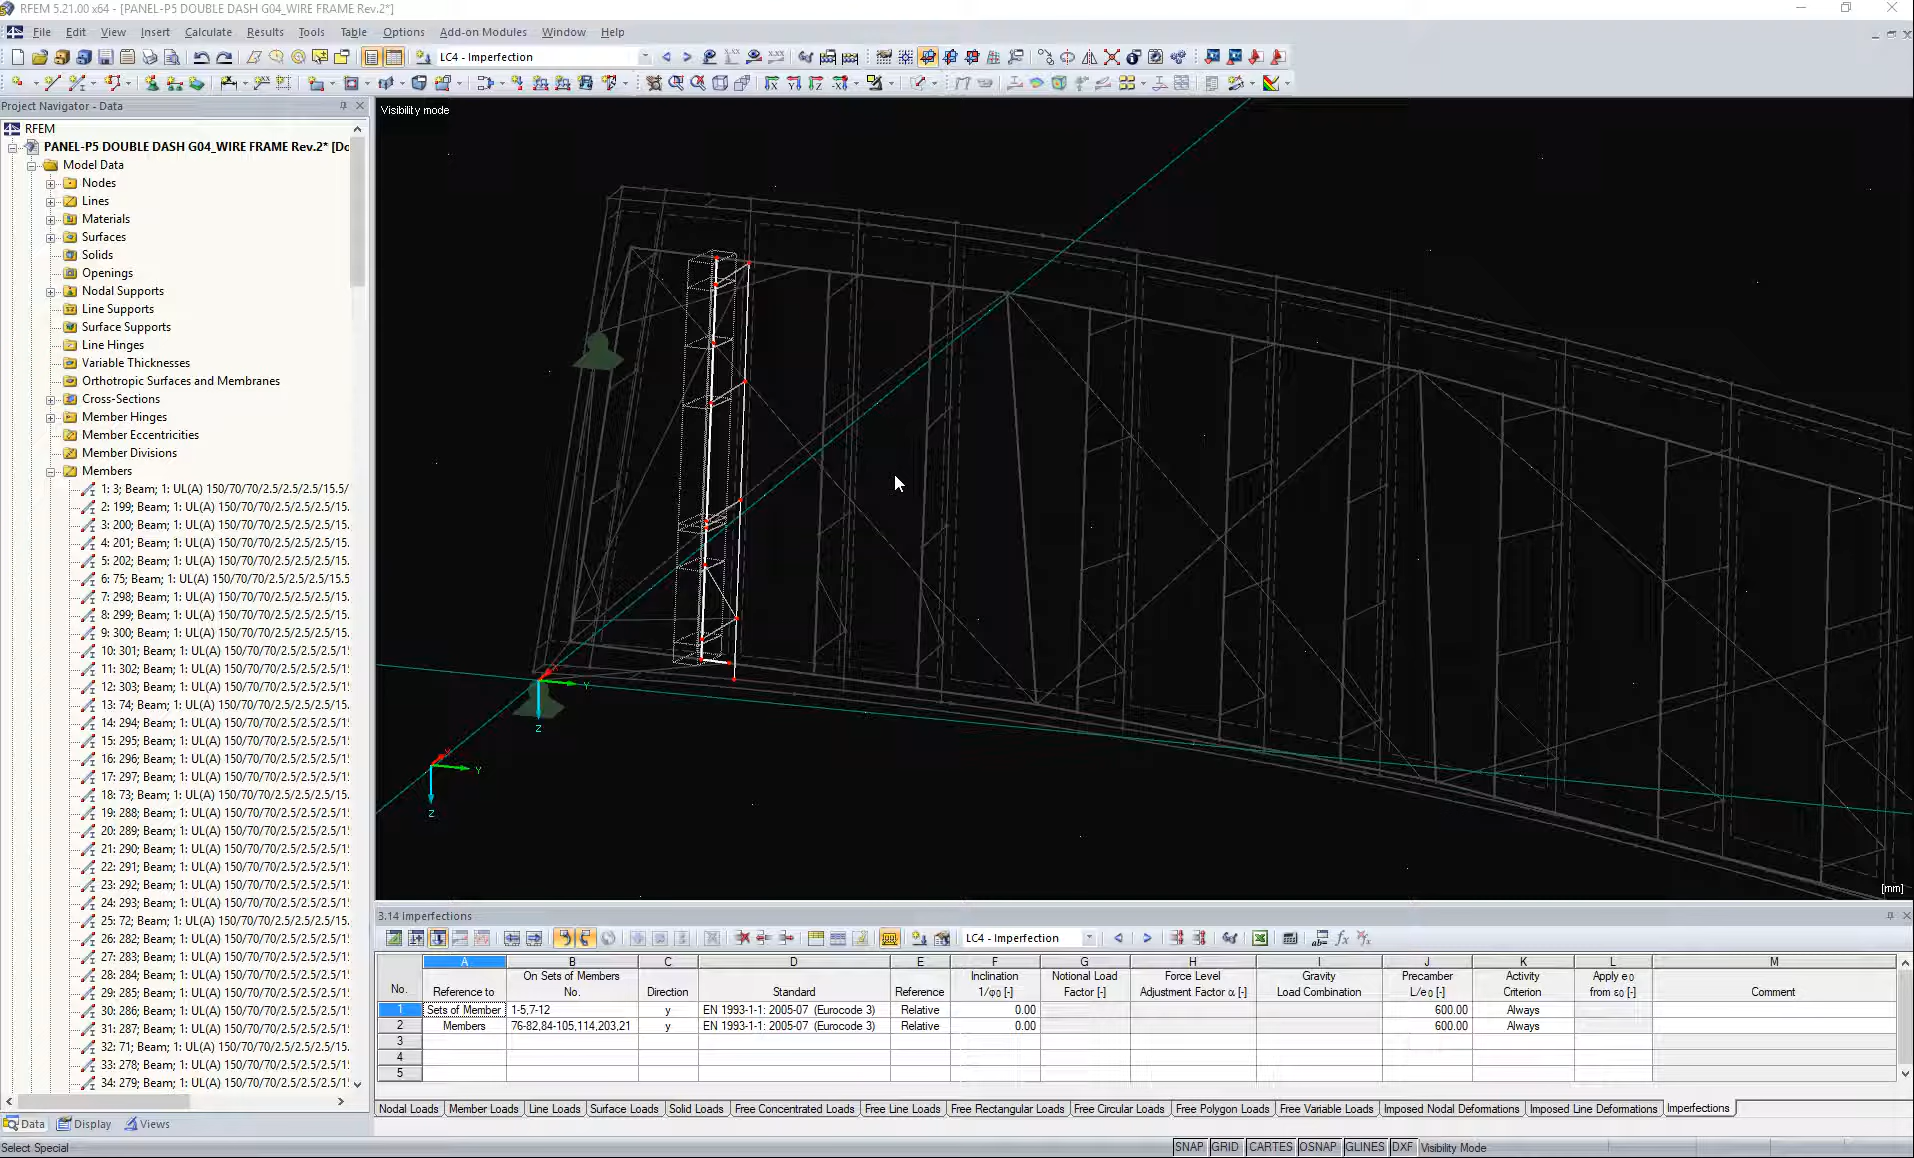 RFEM 5.21.00 x64 - [PANEL-P5 DOUBLE DASH G04_WIRE FRAME Rev.2*]
File Edit View Insert Calculate Results Tools Table Options Add-on Modules Window Help
LC4 - Imperfection
Project Navigator - Data
RFEM
PANEL-P5 DOUBLE DASH G04_WIRE FRAME Rev.2* [Do
Model Data
Nodes
Lines
Materials
Surfaces
Solids
Openings
Nodal Supports
Line Supports
Surface Supports
Line Hinges
Variable Thicknesses
Orthotropic Surfaces and Membranes
Cross-Sections
Member Hinges
Member Eccentricities
Member Divisions
Members
1: 3; Beam; 1: UL(A) 150/70/70/2.5/2.5/2.5/15.5/
2: 199; Beam; 1: UL(A) 150/70/70/2.5/2.5/2.5/15.
3: 200; Beam; 1: UL(A) 150/70/70/2.5/2.5/2.5/15.
4: 201; Beam; 1: UL(A) 150/70/70/2.5/2.5/2.5/15.
5: 202; Beam; 1: UL(A) 150/70/70/2.5/2.5/2.5/15.
6: 75; Beam; 1: UL(A) 150/70/70/2.5/2.5/2.5/15.5
7: 298; Beam; 1: UL(A) 150/70/70/2.5/2.5/2.5/15.
8: 299; Beam; 1: UL(A) 150/70/70/2.5/2.5/2.5/15.
9: 300; Beam; 1: UL(A) 150/70/70/2.5/2.5/2.5/15.
10: 301; Beam; 1: UL(A) 150/70/70/2.5/2.5/2.5/1!
11: 302; Beam; 1: UL(A) 150/70/70/2.5/2.5/2.5/1!
12: 303; Beam; 1: UL(A) 150/70/70/2.5/2.5/2.5/1!
13: 74; Beam; 1: UL(A) 150/70/70/2.5/2.5/2.5/15.
14: 294; Beam; 1: UL(A) 150/70/70/2.5/2.5/2.5/1!
15: 295; Beam; 1: UL(A) 150/70/70/2.5/2.5/2.5/1!
16: 296; Beam; 1: UL(A) 150/70/70/2.5/2.5/2.5/1!
17: 297; Beam; 1: UL(A) 150/70/70/2.5/2.5/2.5/1!
18: 73; Beam; 1: UL(A) 150/70/70/2.5/2.5/2.5/15.
19: 288; Beam; 1: UL(A) 150/70/70/2.5/2.5/2.5/1!
20: 289; Beam; 1: UL(A) 150/70/70/2.5/2.5/2.5/1!
21: 290; Beam; 1: UL(A) 150/70/70/2.5/2.5/2.5/1!
22: 291; Beam; 1: UL(A) 150/70/70/2.5/2.5/2.5/1!
23: 292; Beam; 1: UL(A) 150/70/70/2.5/2.5/2.5/1!
24: 293; Beam; 1: UL(A) 150/70/70/2.5/2.5/2.5/1!
25: 72; Beam; 1: UL(A) 150/70/70/2.5/2.5/2.5/15.
26: 282; Beam; 1: UL(A) 150/70/70/2.5/2.5/2.5/1!
27: 283; Beam; 1: UL(A) 150/70/70/2.5/2.5/2.5/1!
28: 284; Beam; 1: UL(A) 150/70/70/2.5/2.5/2.5/1!
29: 285; Beam; 1: UL(A) 150/70/70/2.5/2.5/2.5/1!
30: 286; Beam; 1: UL(A) 150/70/70/2.5/2.5/2.5/1!
31: 287; Beam; 1: UL(A) 150/70/70/2.5/2.5/2.5/1!
32: 71; Beam; 1: UL(A) 150/70/70/2.5/2.5/2.5/15.
33: 278; Beam; 1: UL(A) 150/70/70/2.5/2.5/2.5/1!
34: 279; Beam; 1: UL(A) 150/70/70/2.5/2.5/2.5/1!
Data Display Views
Visibility mode
Y
Z
Y
Z
[mm]
3.14 Imperfections
LC4 - Imperfection
A B C D E F G H I J K L M
On Sets of Members Inclination Notional Load Force Level Gravity Precamber Activity Apply e0
No. Reference to No. Direction Standard Reference 1/φ0 [-] Factor [-] Adjustment Factor α [-] Load Combination L/e0 [-] Criterion from ε0 [-] Comment
1 Sets of Member 1-5,7-12 y EN 1993-1-1: 2005-07 (Eurocode 3) Relative 0.00 600.00 Always
2 Members 76-82,84-105,114,203,21 y EN 1993-1-1: 2005-07 (Eurocode 3) Relative 0.00 600.00 Always
3
4
5
Nodal Loads Member Loads Line Loads Surface Loads Solid Loads Free Concentrated Loads Free Line Loads Free Rectangular Loads Free Circular Loads Free Polygon Loads Free Variable Loads Imposed Nodal Deformations Imposed Line Deformations Imperfections
Select Special
SNAP GRID CARTES OSNAP GLINES DXF Visibility Mode